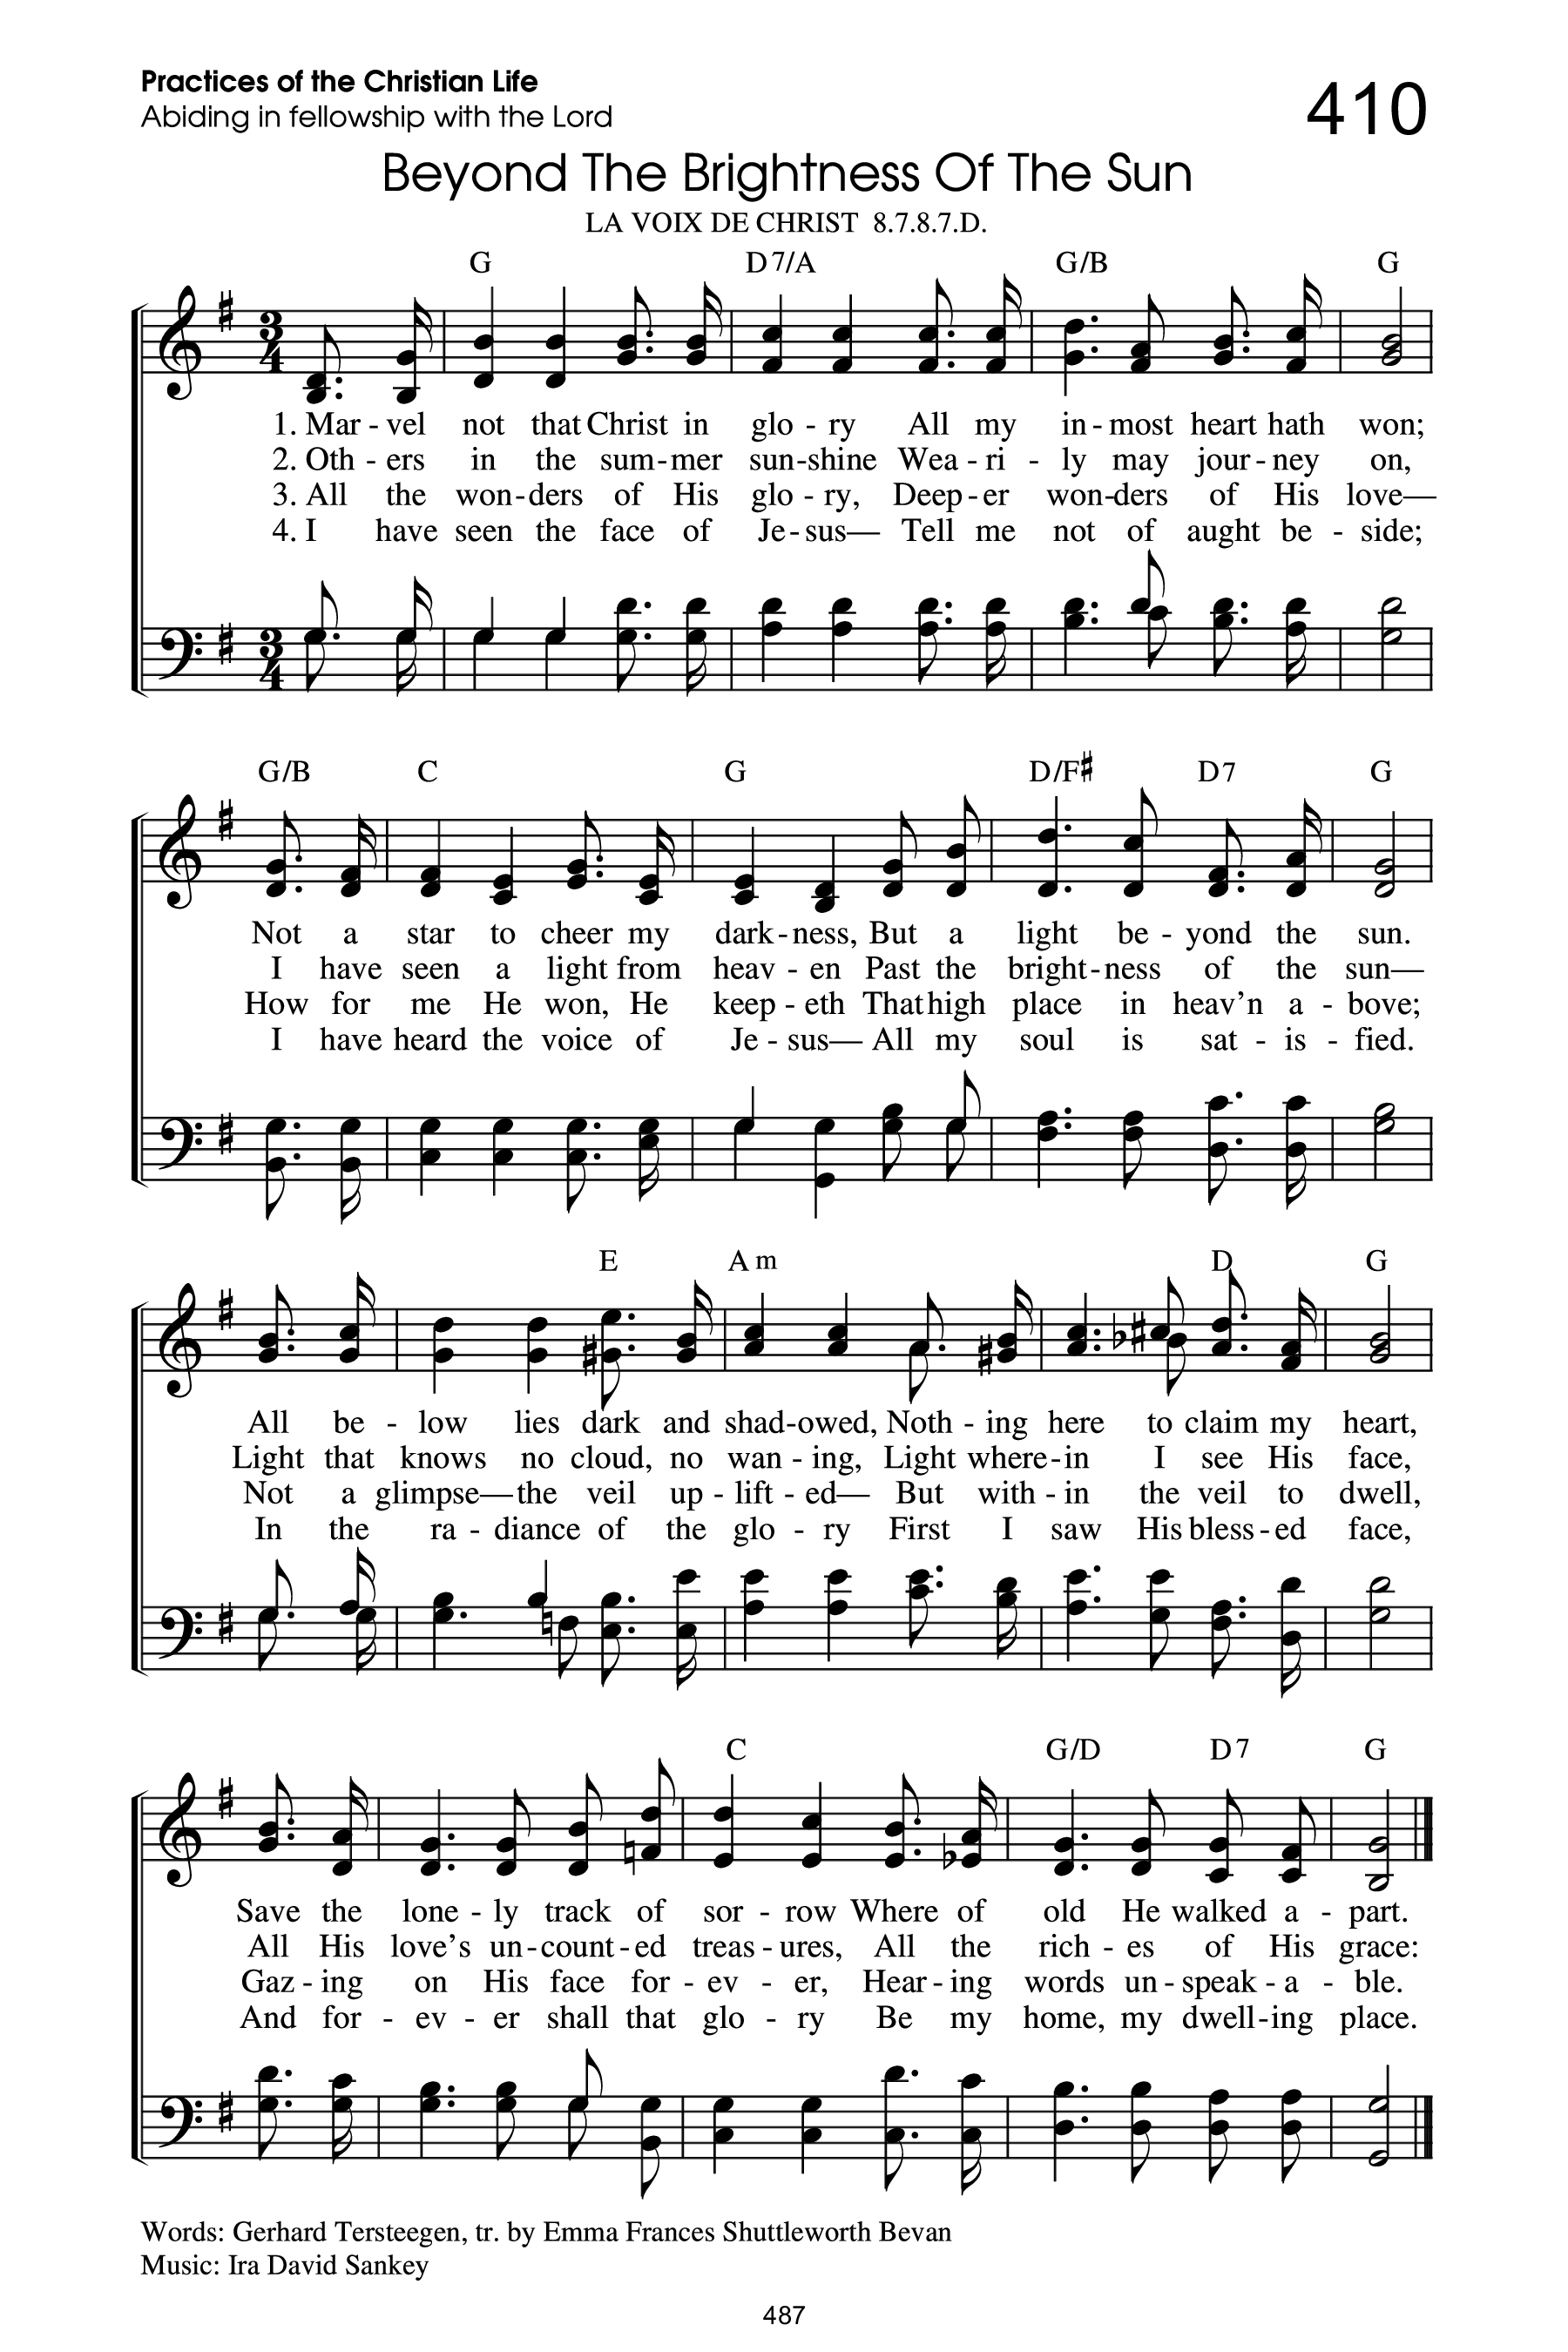 Practices of the Christian Life
Abiding in fellowship with the Lord
410
Beyond The Brightness Of The Sun
LA VOIX DE CHRIST 8.7.8.7.D.
G D7/A G/B G
3/4
1. Mar - vel not that Christ in glo - ry All my in - most heart hath won;
2. Oth - ers in the sum - mer sun - shine Wea - ri - ly may jour - ney on,
3. All the won - ders of His glo - ry, Deep - er won - ders of His love—
4. I have seen the face of Je - sus— Tell me not of aught be - side;
3/4
G/B C G D/F♯ D7 G
Not a star to cheer my dark - ness, But a light be - yond the sun.
I have seen a light from heav - en Past the bright - ness of the sun—
How for me He won, He keep - eth That high place in heav'n a - bove;
I have heard the voice of Je - sus— All my soul is sat - is - fied.
E Am D G
All be - low lies dark and shad - owed, Noth - ing here to claim my heart,
Light that knows no cloud, no wan - ing, Light where - in I see His face,
Not a glimpse—the veil up - lift - ed— But with - in the veil to dwell,
In the ra - diance of the glo - ry First I saw His bless - ed face,
C G/D D7 G
Save the lone - ly track of sor - row Where of old He walked a - part.
All His love's un - count - ed treas - ures, All the rich - es of His grace:
Gaz - ing on His face for - ev - er, Hear - ing words un - speak - a - ble.
And for - ev - er shall that glo - ry Be my home, my dwell - ing place.
Words: Gerhard Tersteegen, tr. by Emma Frances Shuttleworth Bevan
Music: Ira David Sankey
487